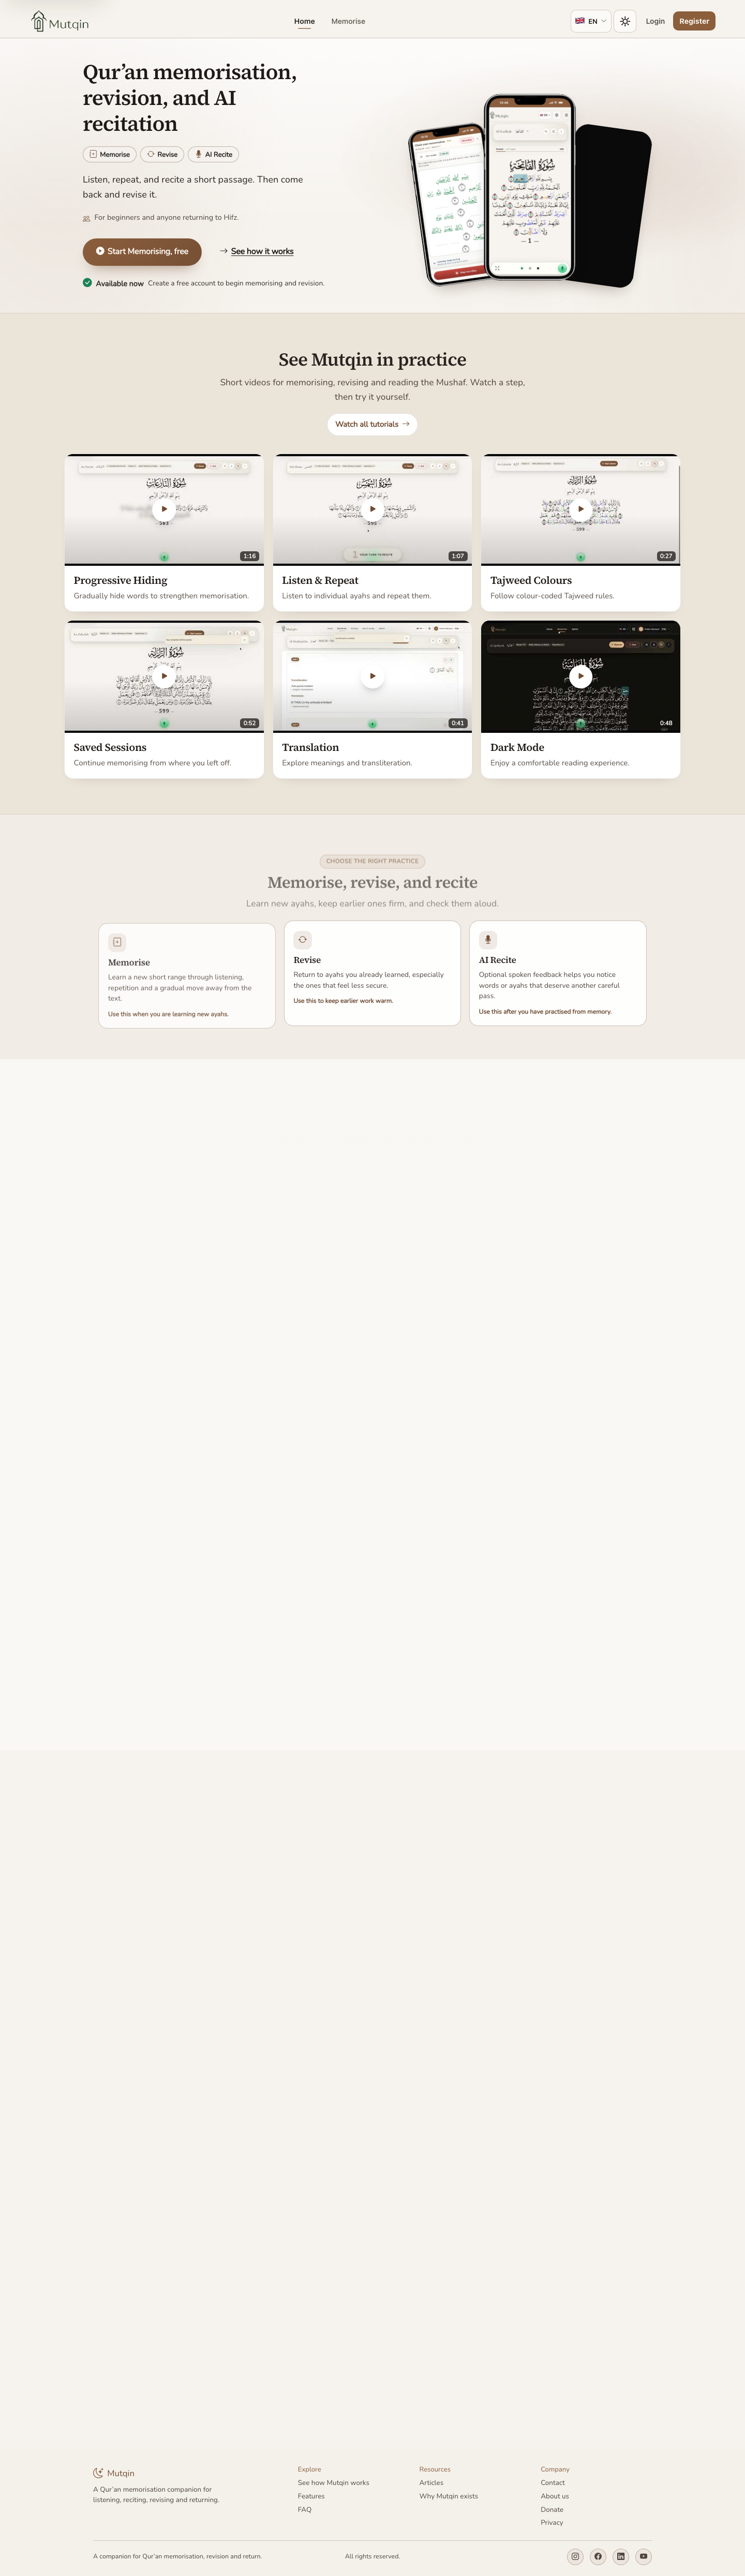 Mutqin
Home
Memorise
EN
Login
Register
Qur’an memorisation,
revision, and AI
recitation
Memorise
Revise
AI Recite
Listen, repeat, and recite a short passage. Then come
back and revise it.
For beginners and anyone returning to Hifz.
Start Memorising, free
See how it works
Available now
Create a free account to begin memorising and revision.
See Mutqin in practice
Short videos for memorising, revising and reading the Mushaf. Watch a step,
then try it yourself.
Watch all tutorials
1:16
1:07
YOUR TURN TO RECITE
0:27
Progressive Hiding
Gradually hide words to strengthen memorisation.
Listen & Repeat
Listen to individual ayahs and repeat them.
Tajweed Colours
Follow colour-coded Tajweed rules.
599
0:52
0:41
0:48
Saved Sessions
Continue memorising from where you left off.
Translation
Explore meanings and transliteration.
Dark Mode
Enjoy a comfortable reading experience.
CHOOSE THE RIGHT PRACTICE
Memorise, revise, and recite
Learn new ayahs, keep earlier ones firm, and check them aloud.
Memorise
Learn a new short range through listening,
repetition and a gradual move away from the
text.
Use this when you are learning new ayahs.
Revise
Return to ayahs you already learned, especially
the ones that feel less secure.
Use this to keep earlier work warm.
AI Recite
Optional spoken feedback helps you notice
words or ayahs that deserve another careful
pass.
Use this after you have practised from memory.
Mutqin
A Qur’an memorisation companion for
listening, reciting, revising and returning.
Explore
See how Mutqin works
Features
FAQ
Resources
Articles
Why Mutqin exists
Company
Contact
About us
Donate
Privacy
A companion for Qur’an memorisation, revision and return.
All rights reserved.